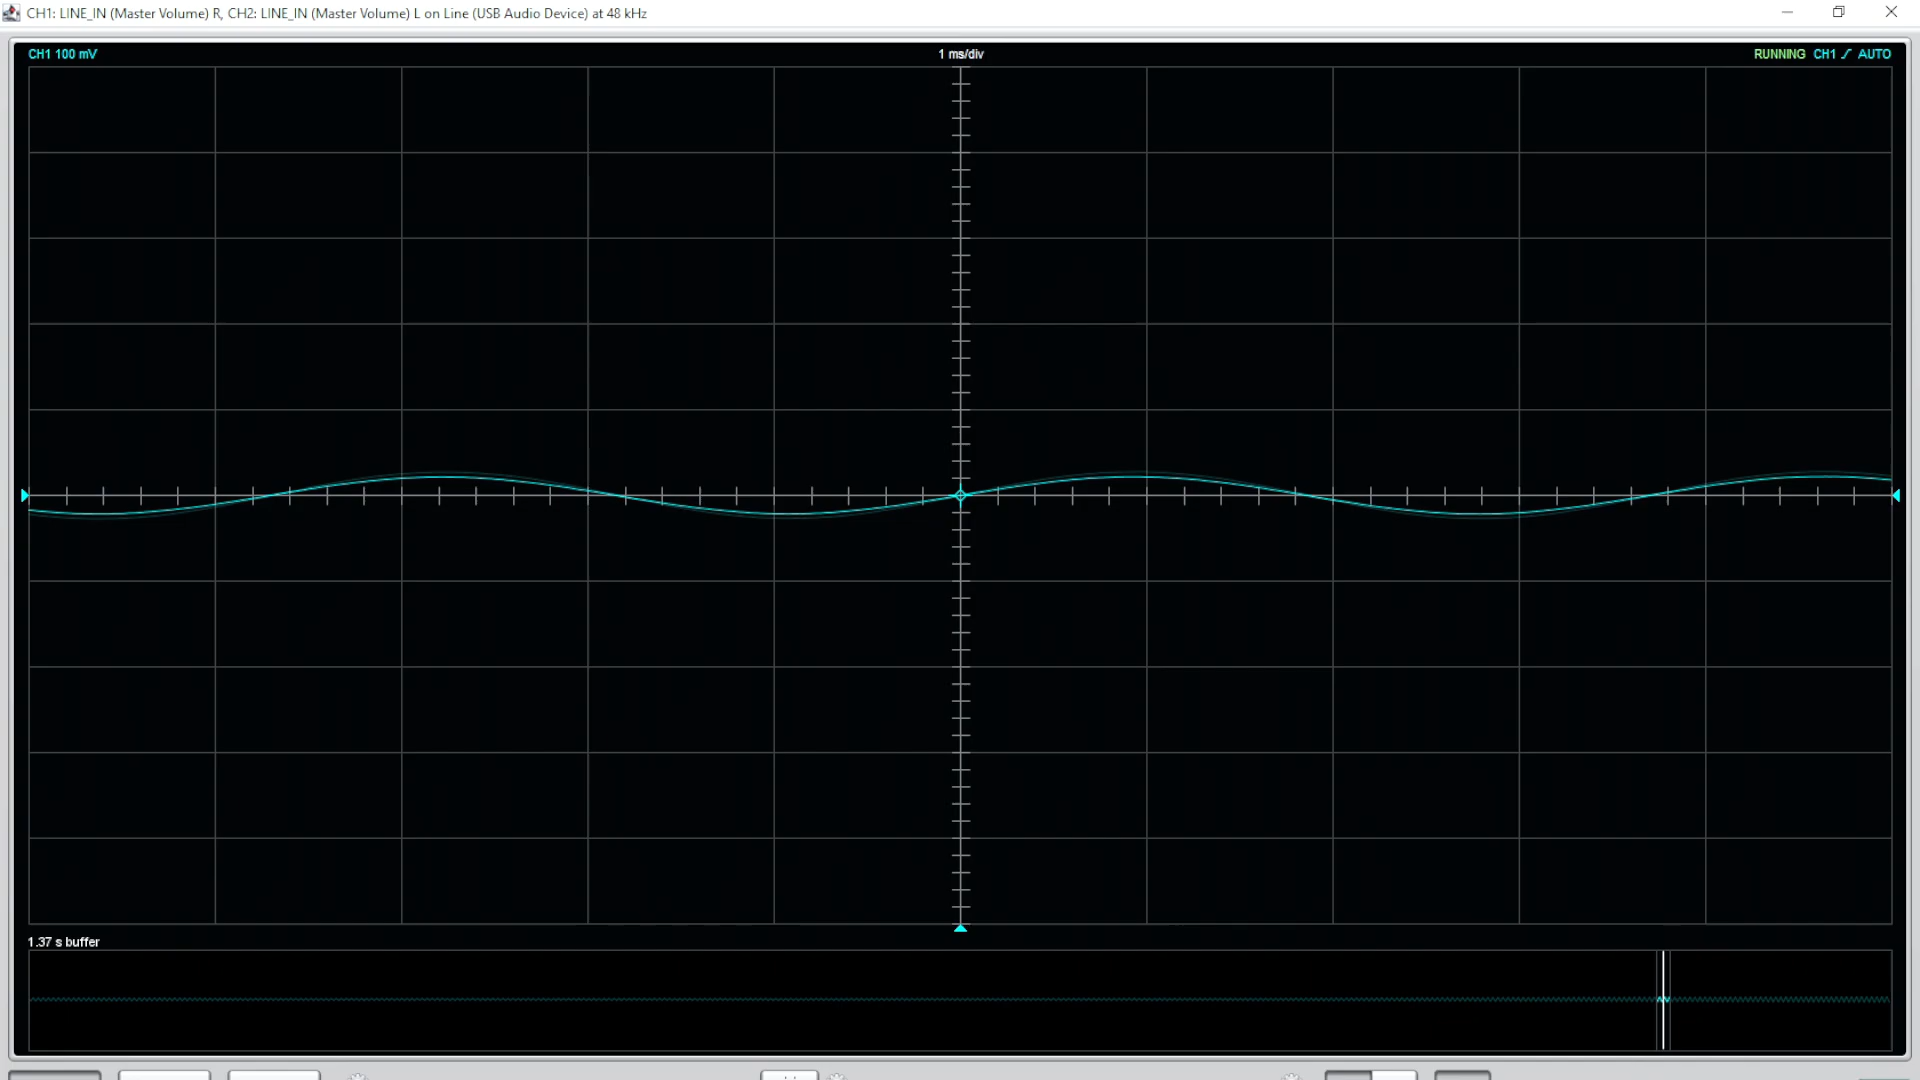 CH1: LINE_IN (Master Volume) R, CH2: LINE_IN (Master Volume) L on Line (USB Audio Device) at 48 kHz
CH1 100 mV 1 ms/div RUNNING CH1 AUTO
1.37 s buffer